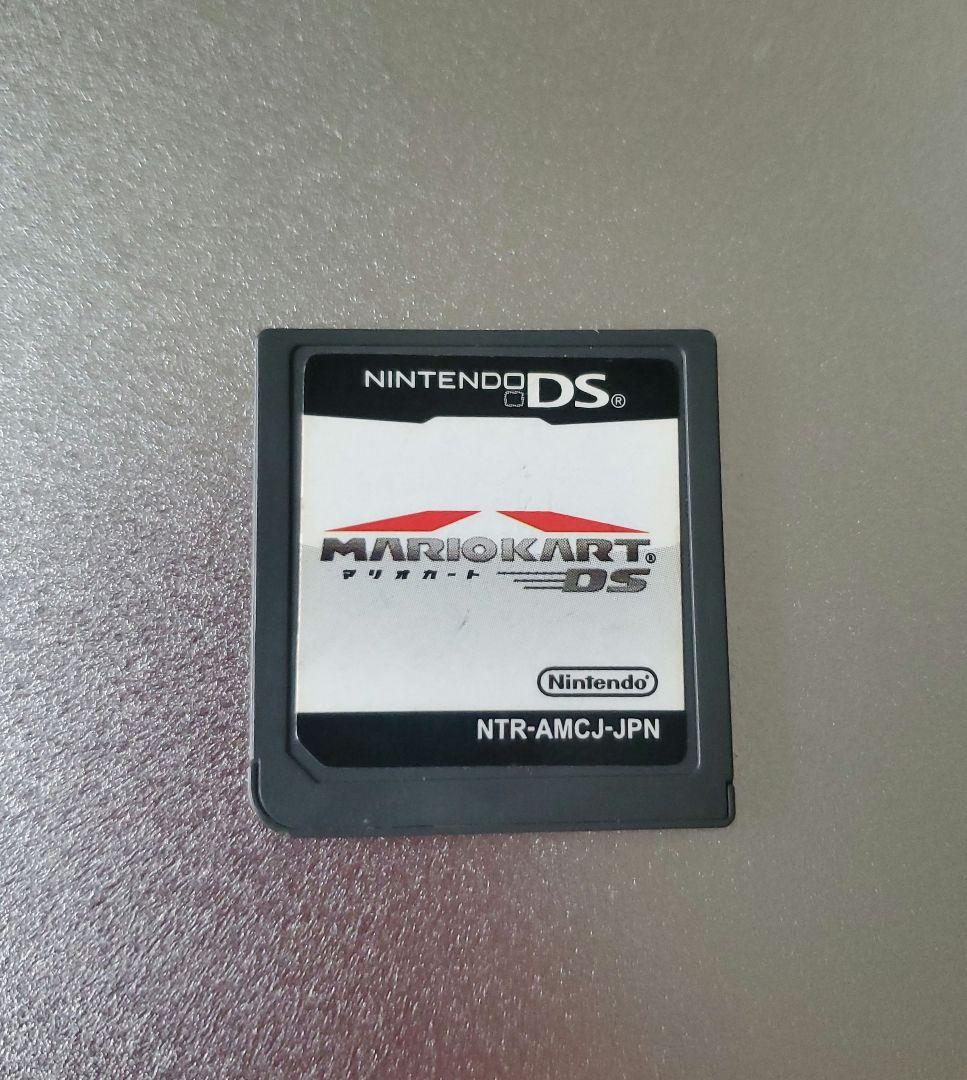 NINTENDO DS®
MARIOKART®
マリオカート DS
Nintendo®
NTR-AMCJ-JPN